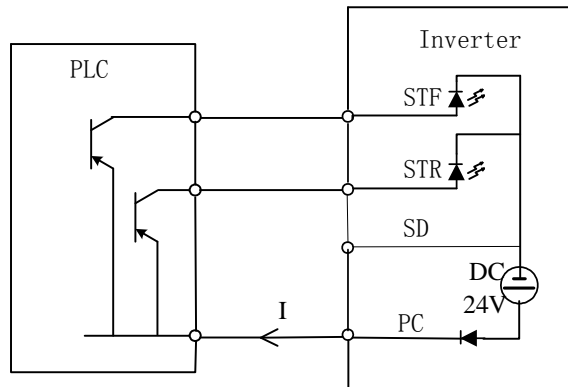 Inverter
PLC
STF
STR
SD
DC
24V
I
PC